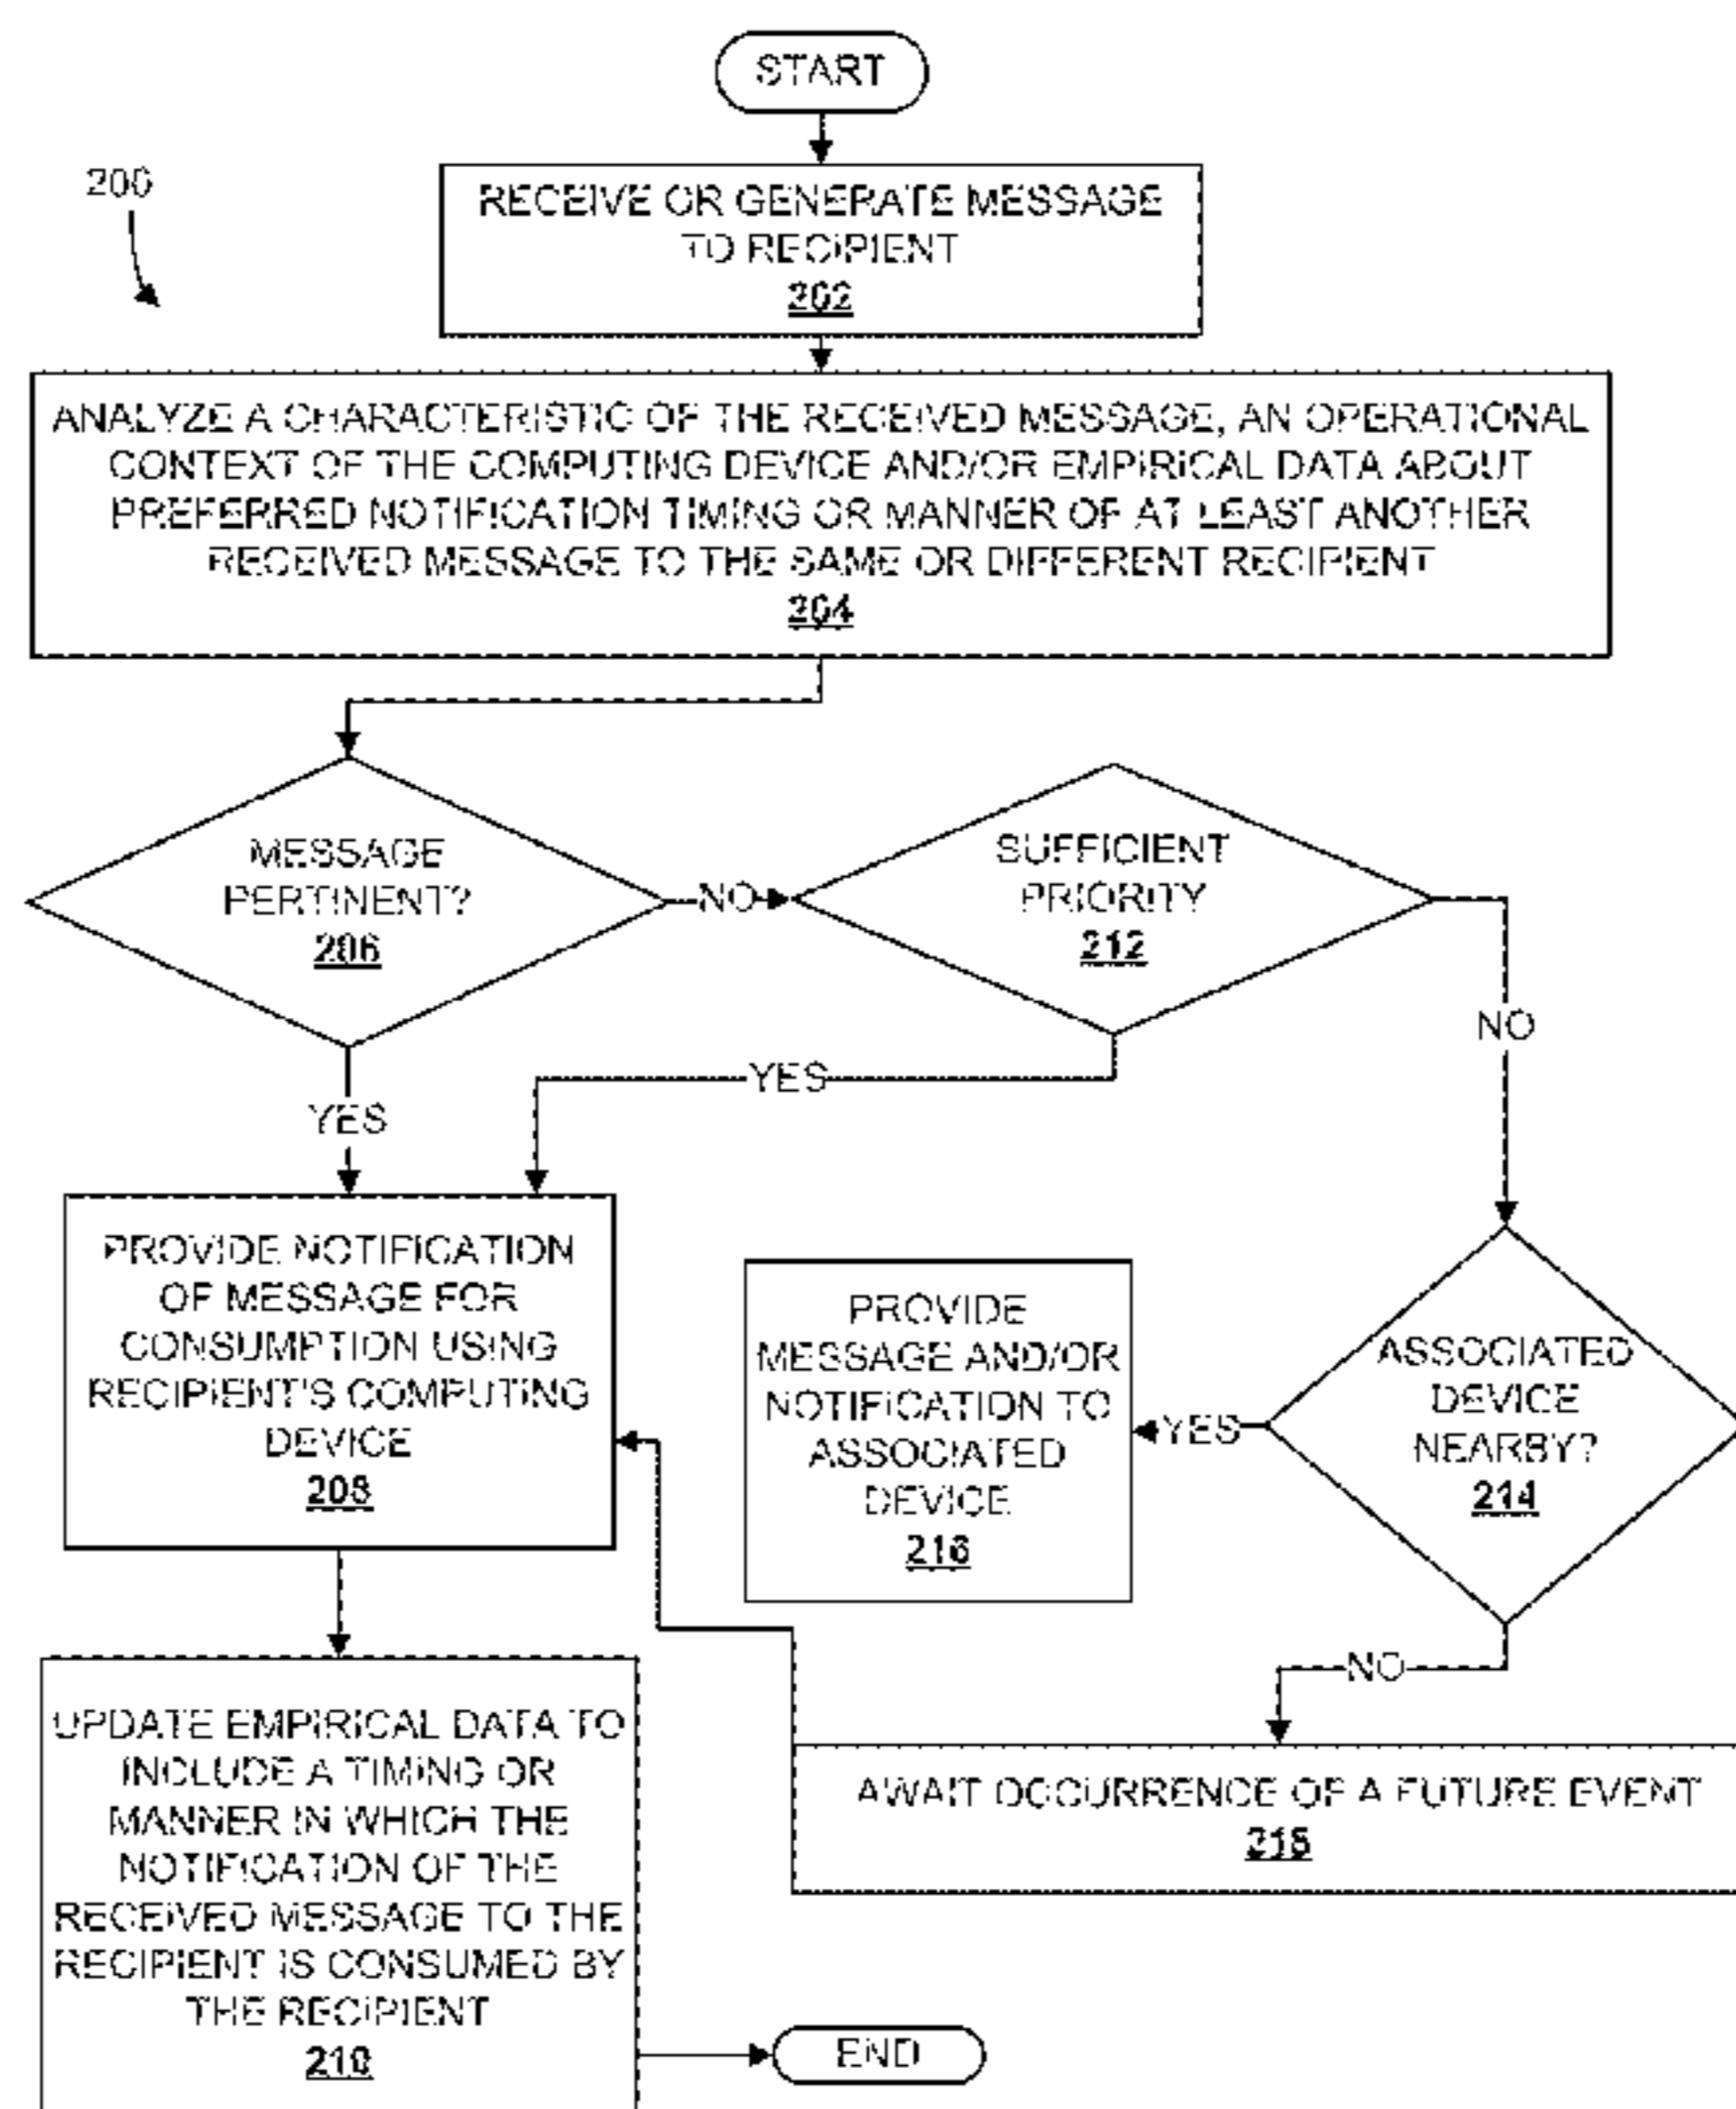 START
200
RECEIVE OR GENERATE MESSAGE
TO RECIPIENT
202
ANALYZE A CHARACTERISTIC OF THE RECEIVED MESSAGE, AN OPERATIONAL
CONTEXT OF THE COMPUTING DEVICE AND/OR EMPIRICAL DATA ABOUT
PREFERRED NOTIFICATION TIMING OR MANNER OF AT LEAST ANOTHER
RECEIVED MESSAGE TO THE SAME OR DIFFERENT RECIPIENT
204
MESSAGE
PERTINENT?
206
NO
SUFFICIENT
PRIORITY
212
NO
YES
YES
PROVIDE NOTIFICATION
OF MESSAGE FOR
CONSUMPTION USING
RECIPIENT'S COMPUTING
DEVICE
208
PROVIDE
MESSAGE AND/OR
NOTIFICATION TO
ASSOCIATED
DEVICE
216
YES
ASSOCIATED
DEVICE
NEARBY?
214
NO
AWAIT OCCURRENCE OF A FUTURE EVENT
218
UPDATE EMPIRICAL DATA TO
INCLUDE A TIMING OR
MANNER IN WHICH THE
NOTIFICATION OF THE
RECEIVED MESSAGE TO THE
RECIPIENT IS CONSUMED BY
THE RECIPIENT
210
END